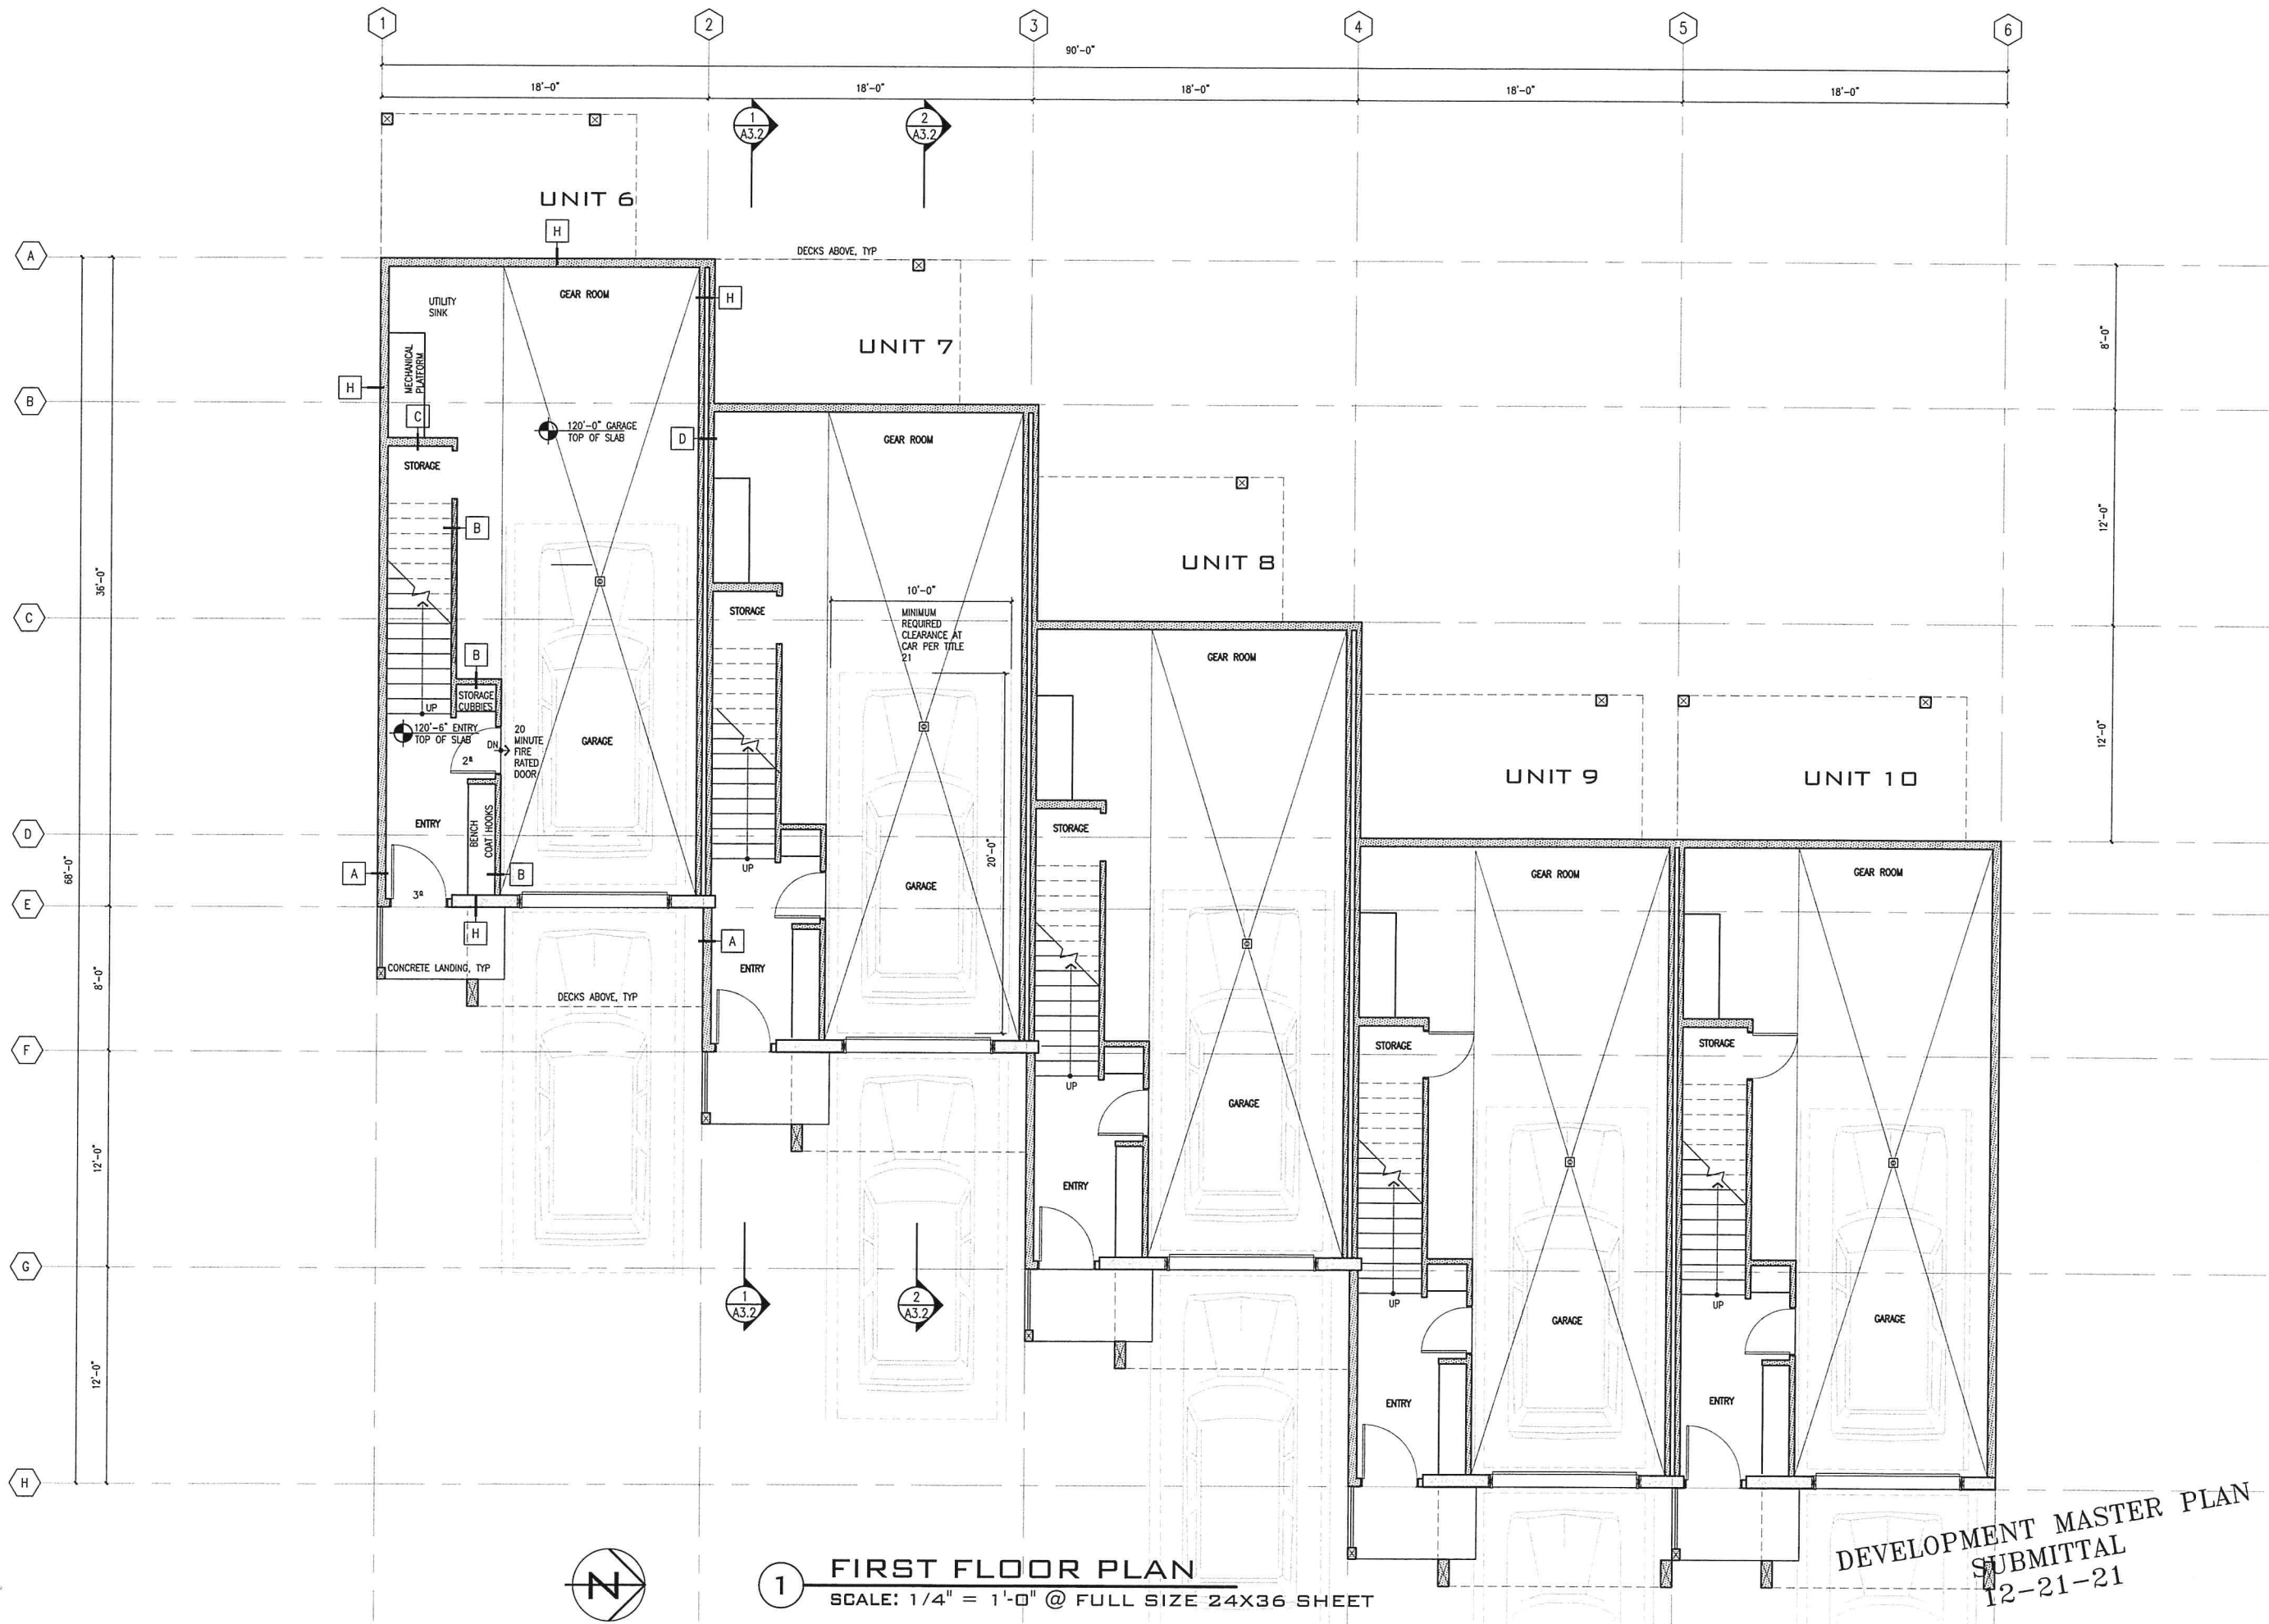 1
2
3
4
5
6
90'-0"
18'-0"
18'-0"
18'-0"
18'-0"
18'-0"
1
A3.2
2
A3.2
UNIT 6
H
A
DECKS ABOVE, TYP
GEAR ROOM
UTILITY
SINK
H
UNIT 7
8'-0"
MECHANICAL
PLATFORM
H
B
C
120'-0" GARAGE
TOP OF SLAB
D
GEAR ROOM
STORAGE
B
12'-0"
UNIT 8
36'-0"
10'-0"
C
STORAGE
MINIMUM
REQUIRED
CLEARANCE AT
CAR PER TITLE
21
B
GEAR ROOM
STORAGE
CUBBIES
UP
120'-6" ENTRY
TOP OF SLAB
DN
20
MINUTE
FIRE
RATED
DOOR
GARAGE
2⁸
12'-0"
UNIT 9
UNIT 10
ENTRY
BENCH
COAT HOOKS
D
STORAGE
20'-0"
68'-0"
UP
A
B
GARAGE
GEAR ROOM
GEAR ROOM
3⁰
E
H
A
CONCRETE LANDING, TYP
ENTRY
8'-0"
DECKS ABOVE, TYP
F
STORAGE
STORAGE
UP
GARAGE
12'-0"
ENTRY
G
1
A3.2
2
A3.2
UP
UP
GARAGE
GARAGE
12'-0"
ENTRY
ENTRY
H
N
1
FIRST FLOOR PLAN
SCALE: 1/4" = 1'-0" @ FULL SIZE 24X36 SHEET
DEVELOPMENT MASTER PLAN
SUBMITTAL
12-21-21